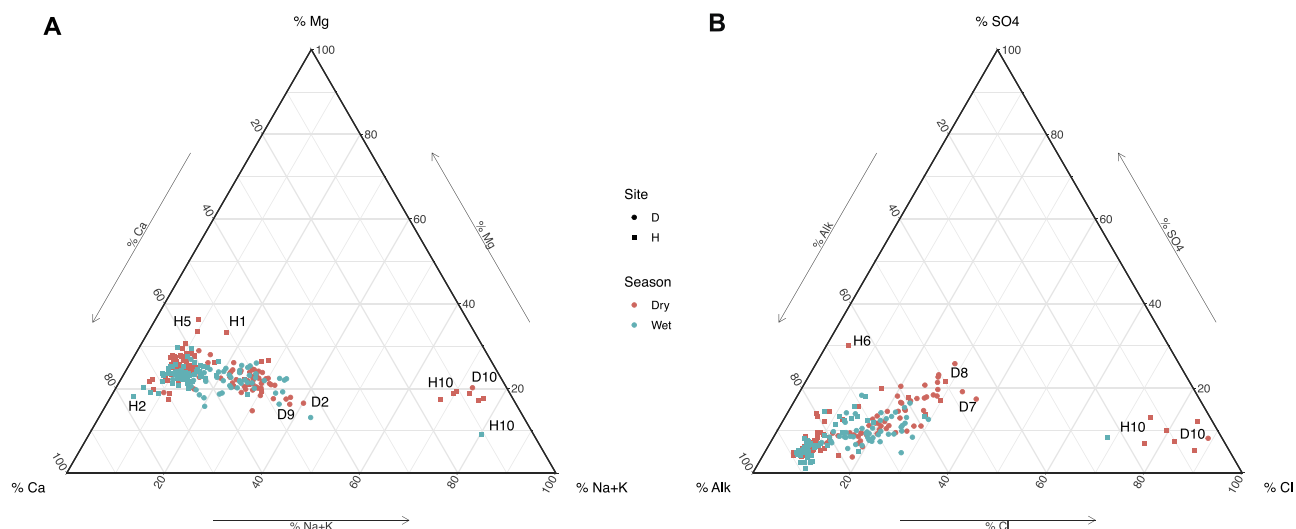 A
% Mg
100
80
60
40
20
20
40
60
80
100
20
40
60
80
100
% Ca
% Mg
% Na+K
% Ca
% Na+K
H5
H1
H2
D9
D2
H10
D10
H10
Site
D
H
Season
Dry
Wet
B
% SO4
100
80
60
40
20
20
40
60
80
100
20
40
60
80
100
% Alk
% SO4
% Cl
% Alk
% Cl
H6
D8
D7
H10
D10